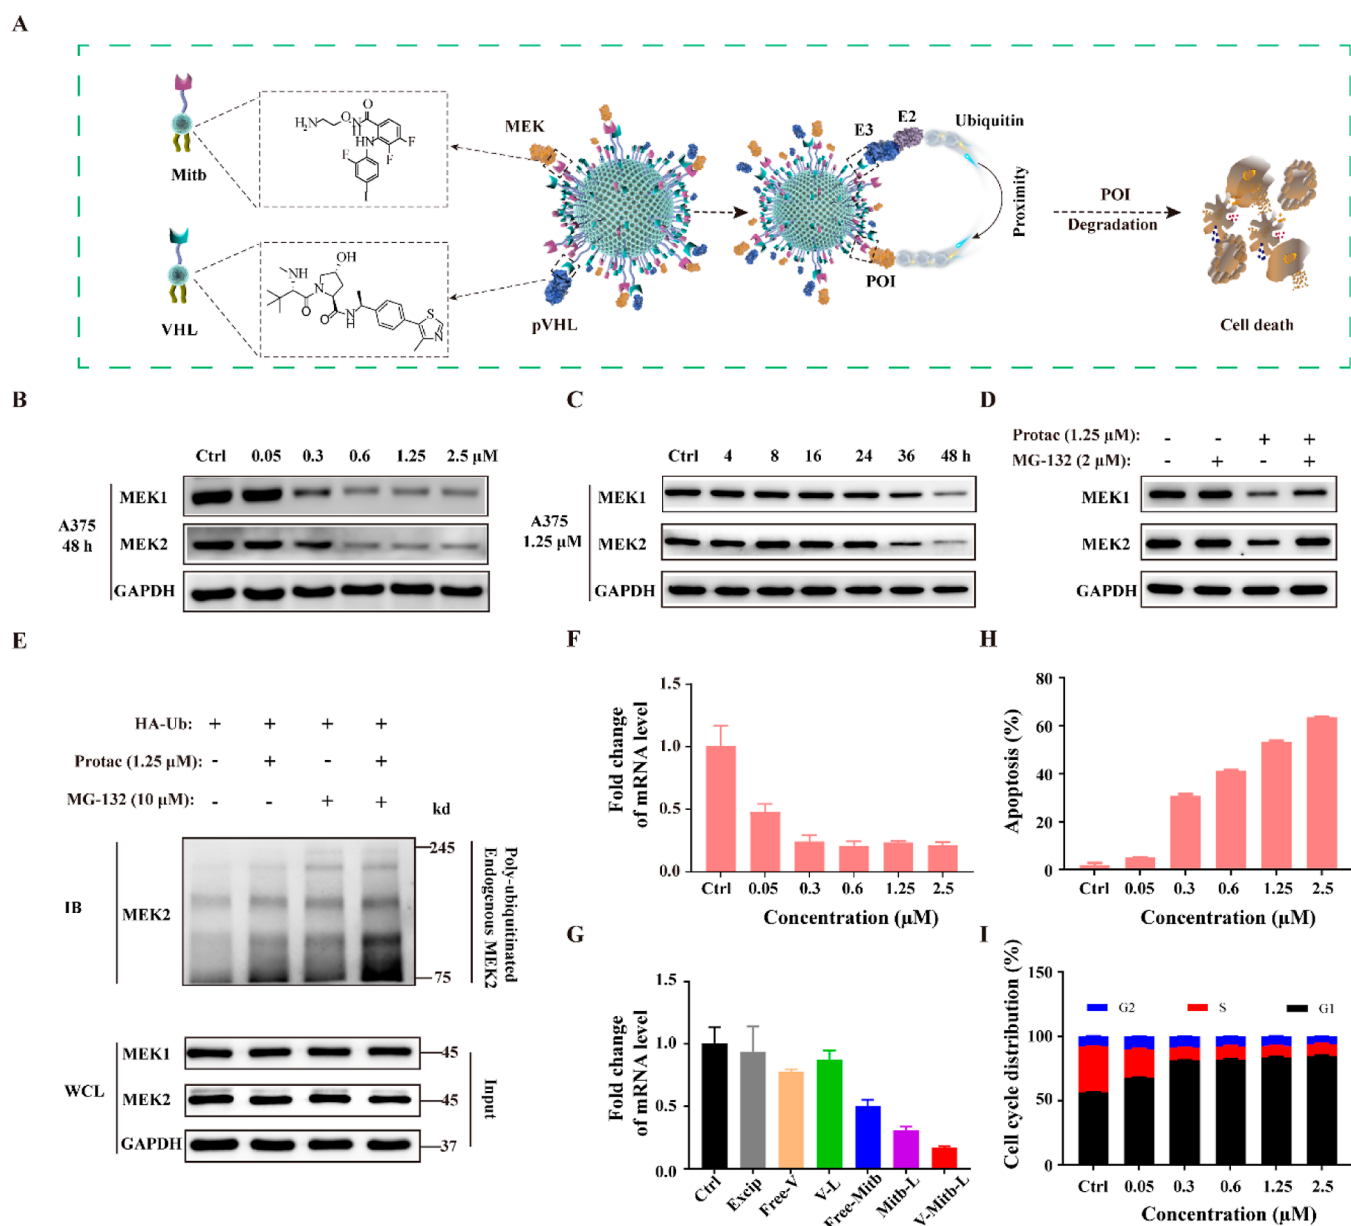 A
Mitb
H₂N
O
N
O
HN
F
F
F
I
VHL
NH
OH
N
O
O
NH
S
N
MEK
pVHL
E3
E2
Ubiquitin
Proximity
POI
POI
Degradation
Cell death
B
Ctrl 0.05 0.3 0.6 1.25 2.5 μM
A375
48 h
MEK1
MEK2
GAPDH
C
Ctrl 4 8 16 24 36 48 h
A375
1.25 μM
MEK1
MEK2
GAPDH
D
Protac (1.25 μM): - - + +
MG-132 (2 μM): - + - +
MEK1
MEK2
GAPDH
E
HA-Ub: + + + +
Protac (1.25 μM): - + - +
MG-132 (10 μM): - - + +
kd
245
75
IB
MEK2
Poly-ubiquitinated
Endogenous MEK2
WCL
MEK1
45
MEK2
45
GAPDH
37
Input
F
Fold change
of mRNA level
1.5
1.0
0.5
0.0
Ctrl 0.05 0.3 0.6 1.25 2.5
Concentration (μM)
G
Fold change
of mRNA level
1.5
1.0
0.5
0.0
Ctrl
Excip
Free-V
V-L
Free-Mitb
Mitb-L
V-Mitb-L
H
Apoptosis (%)
80
60
40
20
0
Ctrl 0.05 0.3 0.6 1.25 2.5
Concentration (μM)
I
Cell cycle distribution (%)
150
100
50
0
G2 S G1
Ctrl 0.05 0.3 0.6 1.25 2.5
Concentration (μM)